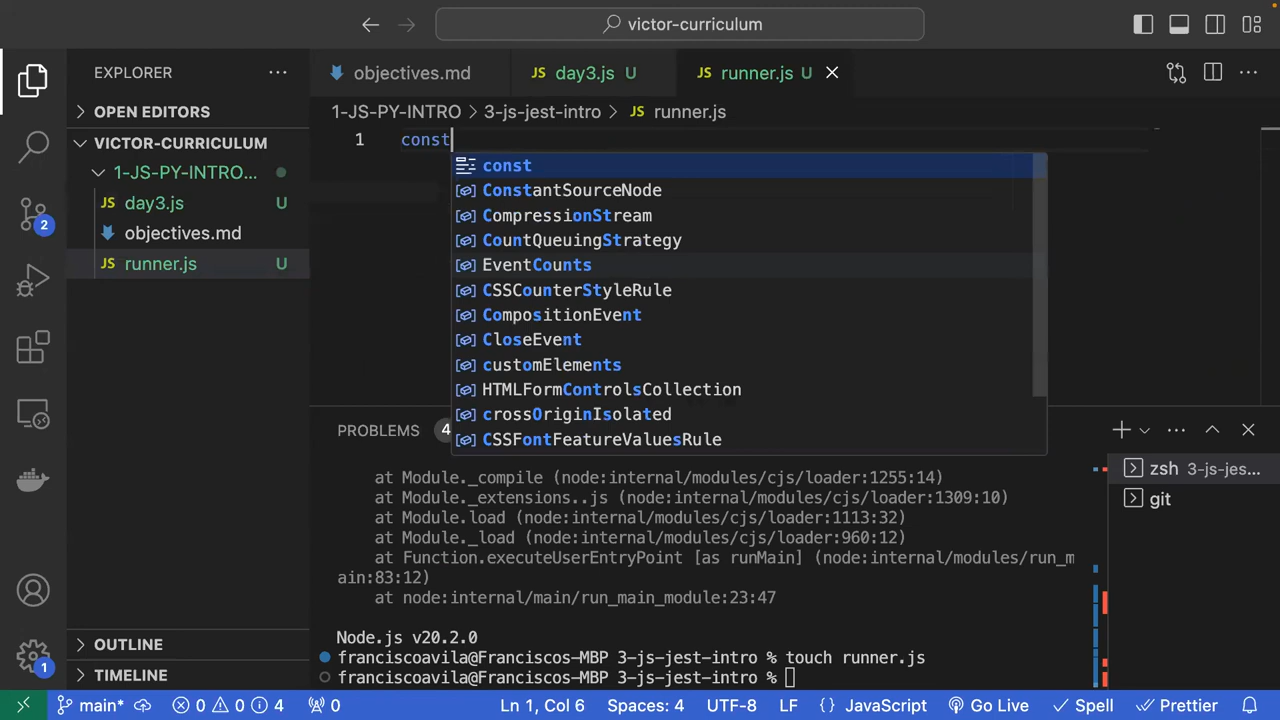 victor-curriculum
EXPLORER
objectives.md
JS day3.js U
JS runner.js U
OPEN EDITORS
1-JS-PY-INTRO > 3-js-jest-intro > JS runner.js
VICTOR-CURRICULUM
1 const
1-JS-PY-INTRO...
JS day3.js U
objectives.md
JS runner.js U
const
ConstantSourceNode
CompressionStream
CountQueuingStrategy
EventCounts
CSSCounterStyleRule
CompositionEvent
CloseEvent
customElements
HTMLFormControlsCollection
crossOriginIsolated
CSSFontFeatureValuesRule
2
PROBLEMS 4
at Module._compile (node:internal/modules/cjs/loader:1255:14)
at Module._extensions..js (node:internal/modules/cjs/loader:1309:10)
at Module.load (node:internal/modules/cjs/loader:1113:32)
at Module._load (node:internal/modules/cjs/loader:960:12)
at Function.executeUserEntryPoint [as runMain] (node:internal/modules/run_m
ain:83:12)
at node:internal/main/run_main_module:23:47
Node.js v20.2.0
franciscoavila@Franciscos-MBP 3-js-jest-intro % touch runner.js
franciscoavila@Franciscos-MBP 3-js-jest-intro %
zsh 3-js-jes...
git
OUTLINE
TIMELINE
1
main* 0 0 4 0 Ln 1, Col 6 Spaces: 4 UTF-8 LF {} JavaScript Go Live Spell Prettier